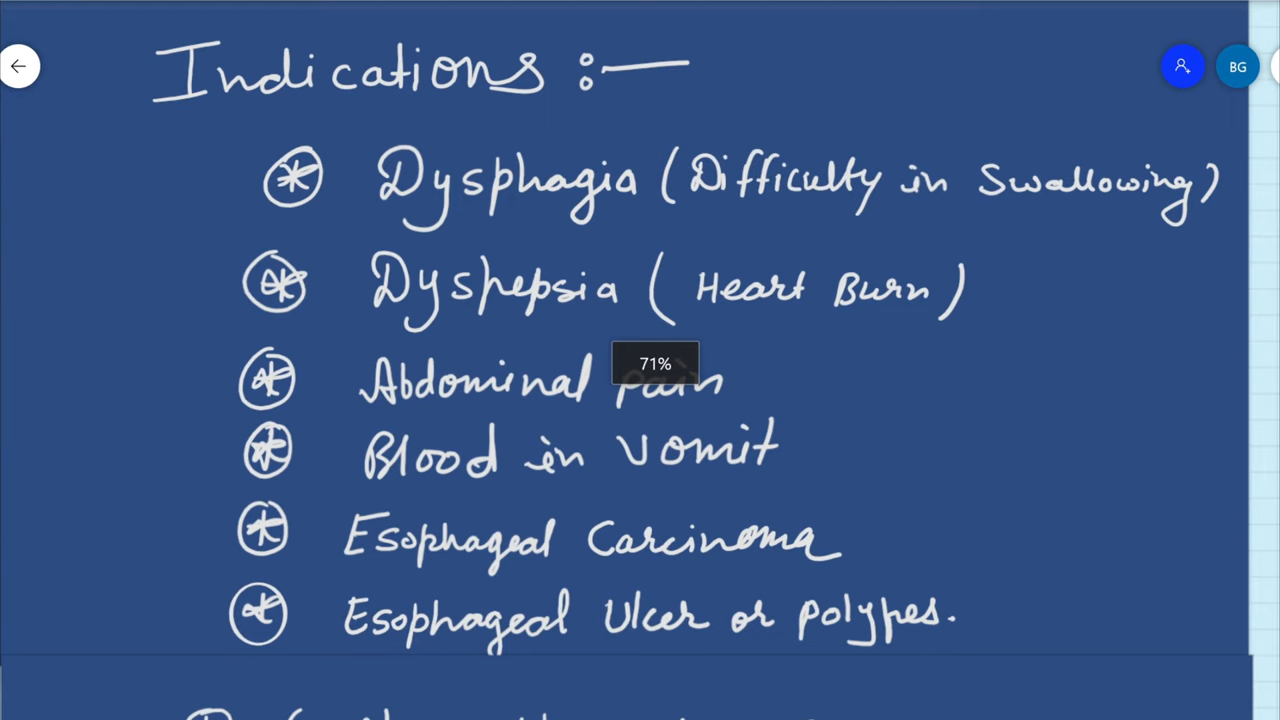 Indications :—
Dysphagia (Difficulty in Swallowing)
Dyspepsia (Heart Burn)
71%
Abdominal Pain
Blood in vomit
Esophageal Carcinoma
Esophageal Ulcer or polypes.
BG